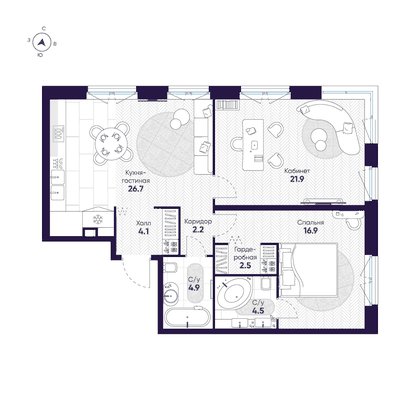 С
З В
Ю
Кухня-
гостиная
26.7
Кабинет
21.9
Холл
4.1
Коридор
2.2
Спальня
16.9
Гарде-
робная
2.5
С/у
4.9
С/у
4.5